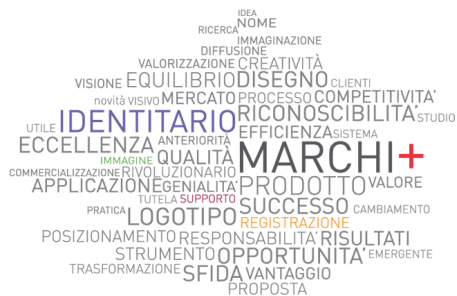 IDEA
NOME
RICERCA
IMMAGINAZIONE
DIFFUSIONE
VALORIZZAZIONE CREATIVITÀ
VISIONE EQUILIBRIO DISEGNO CLIENTI
novità VISIVO MERCATO PROCESSO COMPETITIVITA'
UTILE IDENTITARIO RICONOSCIBILITA' STUDIO
EFFICIENZA SISTEMA
ECCELLENZA ANTERIORITÀ
IMMAGINE QUALITÀ MARCHI+
COMMERCIALIZZAZIONE RIVOLUZIONARIO
APPLICAZIONE GENIALITA' PRODOTTO VALORE
TUTELA SUPPORTO SUCCESSO
PRATICA LOGOTIPO CAMBIAMENTO
REGISTRAZIONE
POSIZIONAMENTO RESPONSABILITÀ RISULTATI
STRUMENTO OPPORTUNITA' EMERGENTE
TRASFORMAZIONE SFIDA VANTAGGIO
PROPOSTA